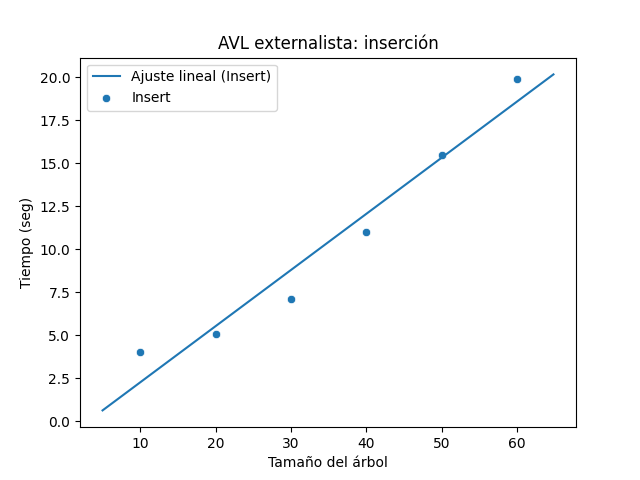 AVL externalista: inserción
Ajuste lineal (Insert)
Insert
20.0
17.5
15.0
12.5
10.0
7.5
5.0
2.5
0.0
Tiempo (seg)
10 20 30 40 50 60
Tamaño del árbol